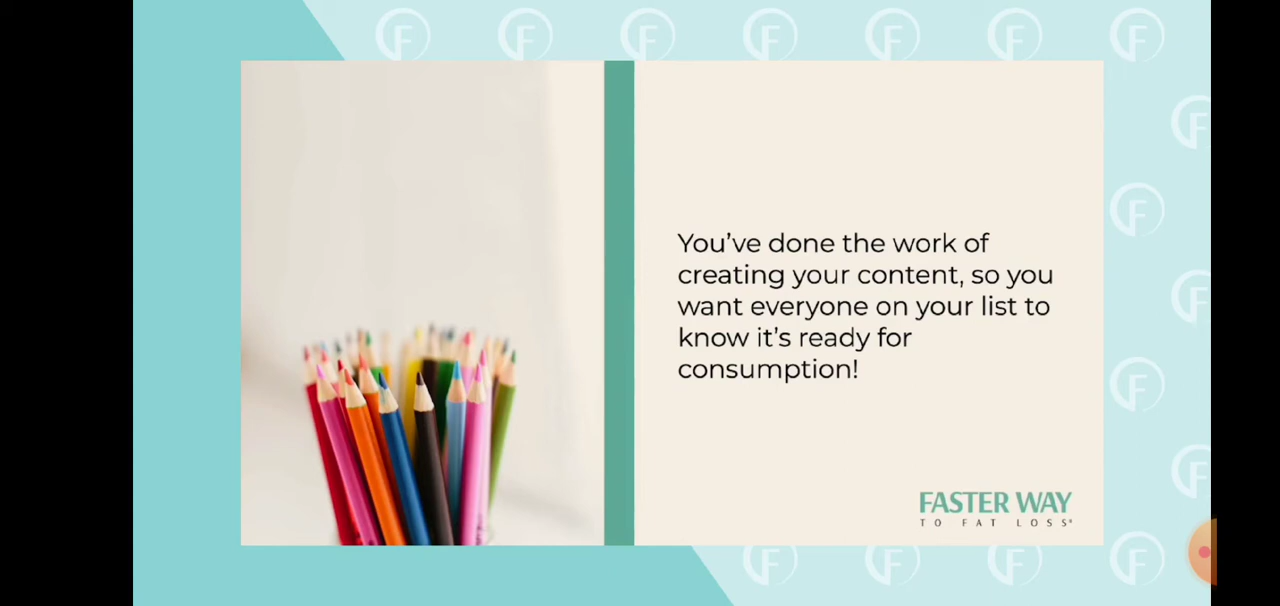 You’ve done the work of
creating your content, so you
want everyone on your list to
know it’s ready for
consumption!
FASTER WAY
TO FAT LOSS®